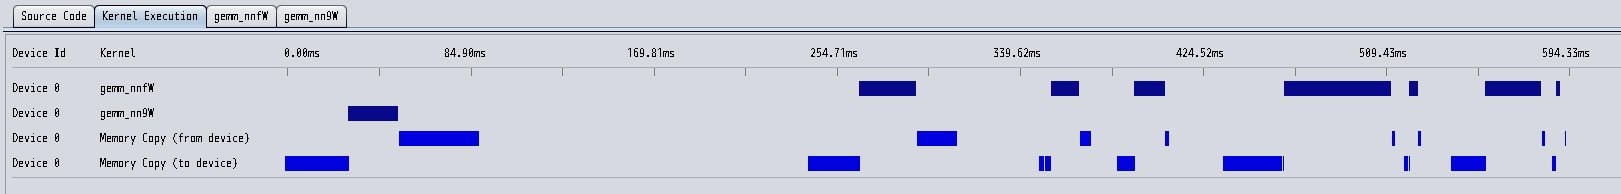 Source Code Kernel Execution gemm_nnfW gemm_nn9W
Device Id Kernel 0.00ms 84.90ms 169.81ms 254.71ms 339.62ms 424.52ms 509.43ms 594.33ms
Device 0 gemm_nnfW
Device 0 gemm_nn9W
Device 0 Memory Copy (from device)
Device 0 Memory Copy (to device)